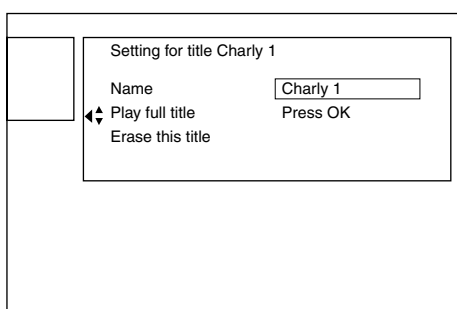 Setting for title Charly 1
Name Charly 1
Play full title Press OK
Erase this title